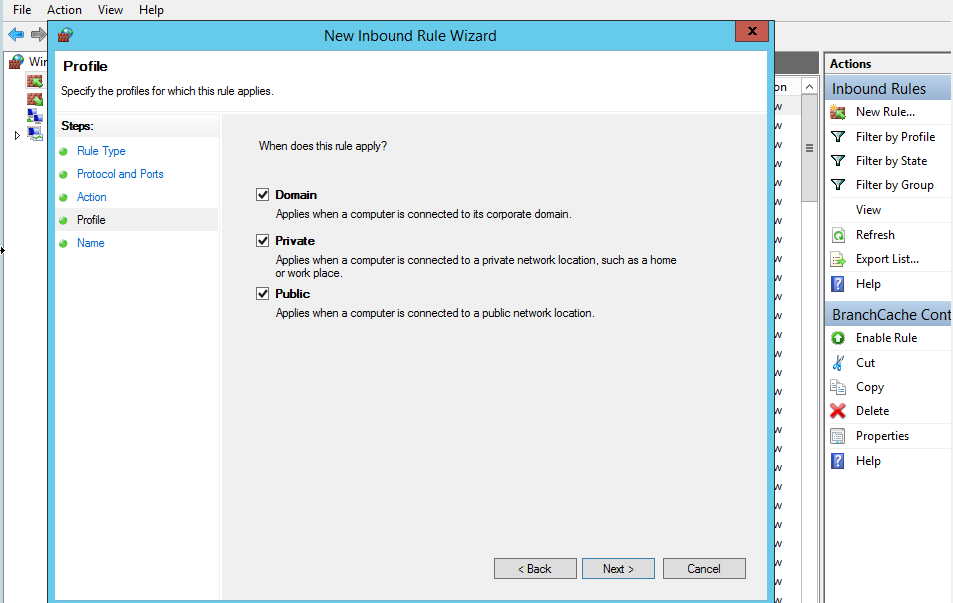 File Action View Help
New Inbound Rule Wizard
x
Profile
Specify the profiles for which this rule applies.
Steps:
Rule Type
Protocol and Ports
Action
Profile
Name
When does this rule apply?
Domain
Applies when a computer is connected to its corporate domain.
Private
Applies when a computer is connected to a private network location, such as a home
or work place.
Public
Applies when a computer is connected to a public network location.
< Back Next > Cancel
Actions
Inbound Rules
New Rule...
Filter by Profile
Filter by State
Filter by Group
View
Refresh
Export List...
Help
BranchCache Cont
Enable Rule
Cut
Copy
Delete
Properties
Help